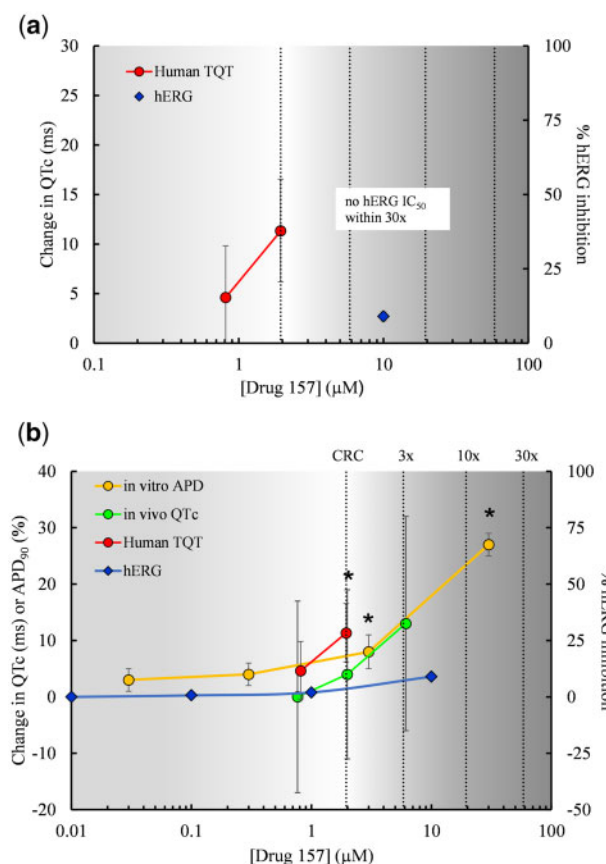 (a)
30
25
20
15
10
5
0
Change in QTc (ms)
Human TQT
hERG
no hERG IC₅₀
within 30x
100
75
50
25
0
% hERG inhibition
0.1 1 10 100
[Drug 157] (µM)
(b)
CRC 3x 10x 30x
40
30
20
10
0
-10
-20
Change in QTc (ms) or APD₉₀ (%)
in vitro APD
in vivo QTc
Human TQT
hERG
*
*
*
100
75
50
25
0
-25
-50
0.01 0.1 1 10 100
[Drug 157] (µM)